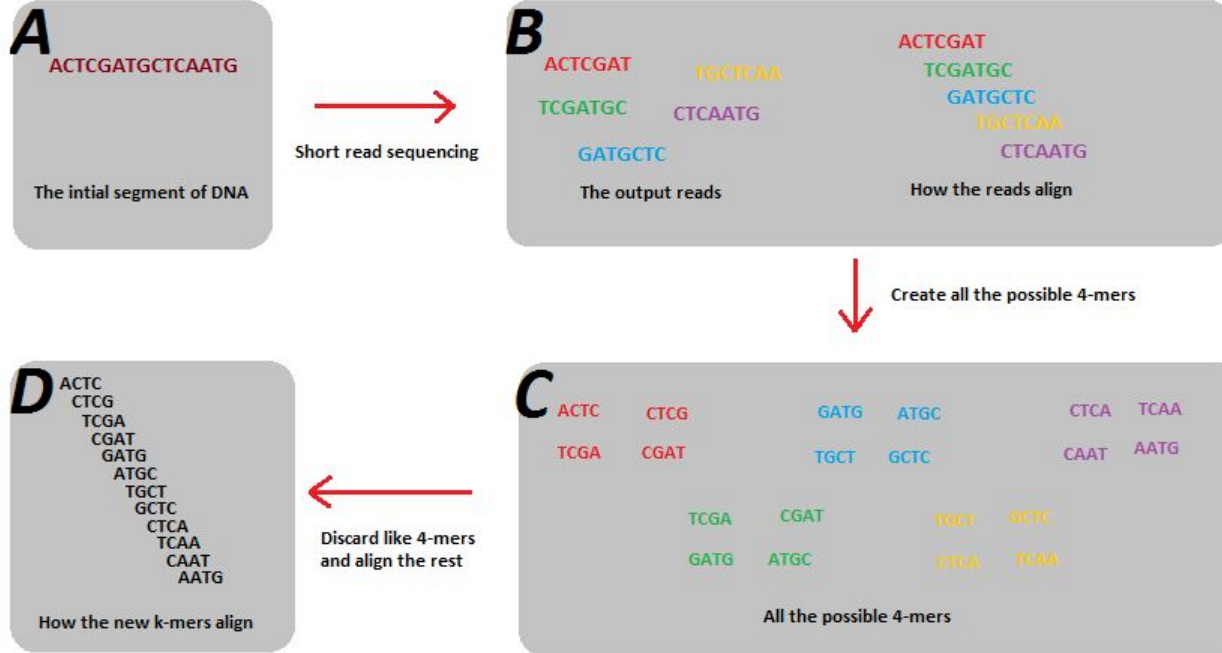 A
ACTCGATGCTCAATG
The intial segment of DNA
Short read sequencing
B
ACTCGAT
TGCTCAA
TCGATGC
CTCAATG
GATGCTC
The output reads
ACTCGAT
TCGATGC
GATGCTC
TGCTCAA
CTCAATG
How the reads align
Create all the possible 4-mers
C
ACTC CTCG
TCGA CGAT
GATG ATGC
TGCT GCTC
CTCA TCAA
CAAT AATG
TCGA CGAT
GATG ATGC
TGCT GCTC
CTCA TCAA
All the possible 4-mers
Discard like 4-mers
and align the rest
D
ACTC
CTCG
TCGA
CGAT
GATG
ATGC
TGCT
GCTC
CTCA
TCAA
CAAT
AATG
How the new k-mers align